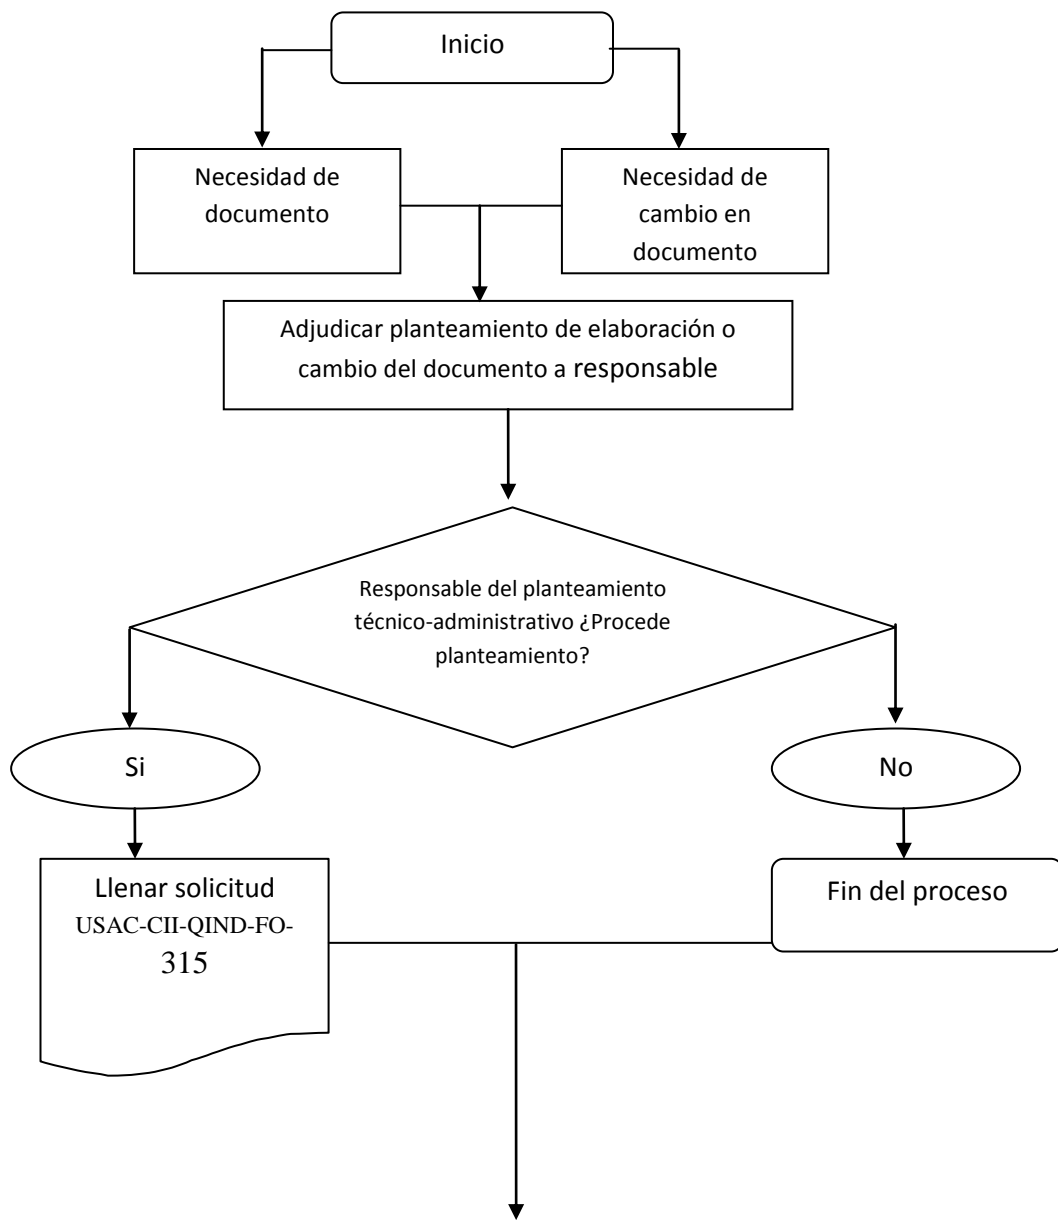 Inicio
Necesidad de
documento
Necesidad de
cambio en
documento
Adjudicar planteamiento de elaboración o
cambio del documento a responsable
Responsable del planteamiento
técnico-administrativo ¿Procede
planteamiento?
Si
No
Llenar solicitud
USAC-CII-QIND-FO-
315
Fin del proceso